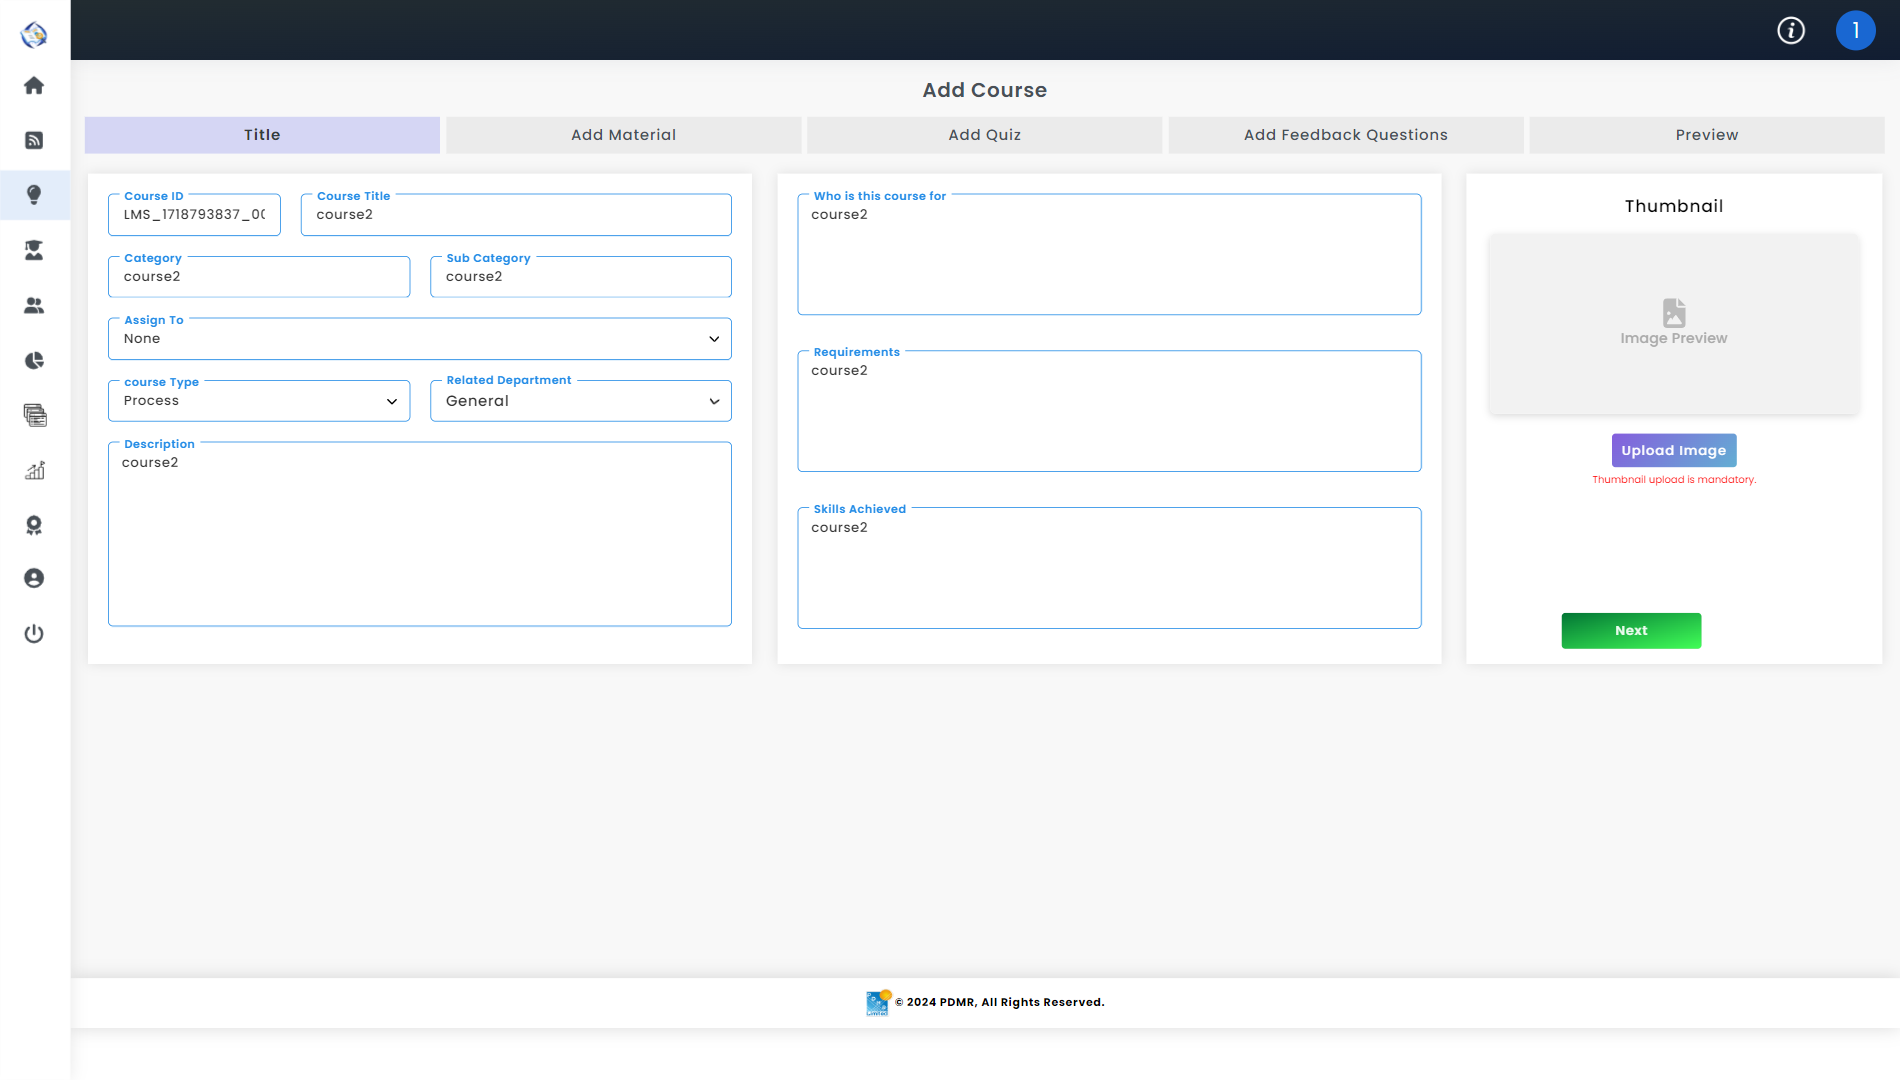 1
Add Course
Title
Add Material
Add Quiz
Add Feedback Questions
Preview
Course ID
LMS_1718793837_00
Course Title
course2
Category
course2
Sub Category
course2
Assign To
None
course Type
Process
Related Department
General
Description
course2
Who is this course for
course2
Requirements
course2
Skills Achieved
course2
Thumbnail
Image Preview
Upload Image
Thumbnail upload is mandatory.
Next
© 2024 PDMR, All Rights Reserved.